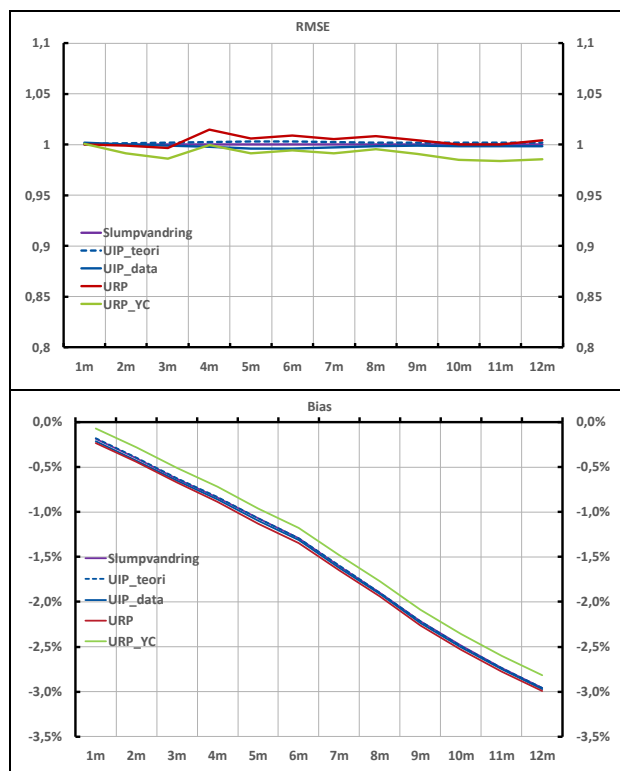 RMSE
1,1 1,1
1,05 1,05
1 1
0,95 0,95
0,9 0,9
0,85 0,85
0,8 0,8
Slumpvandring
UIP_teori
UIP_data
URP
URP_YC
1m 2m 3m 4m 5m 6m 7m 8m 9m 10m 11m 12m
Bias
0,0% 0,0%
-0,5% -0,5%
-1,0% -1,0%
-1,5% -1,5%
-2,0% -2,0%
-2,5% -2,5%
-3,0% -3,0%
-3,5% -3,5%
Slumpvandring
UIP_teori
UIP_data
URP
URP_YC
1m 2m 3m 4m 5m 6m 7m 8m 9m 10m 11m 12m